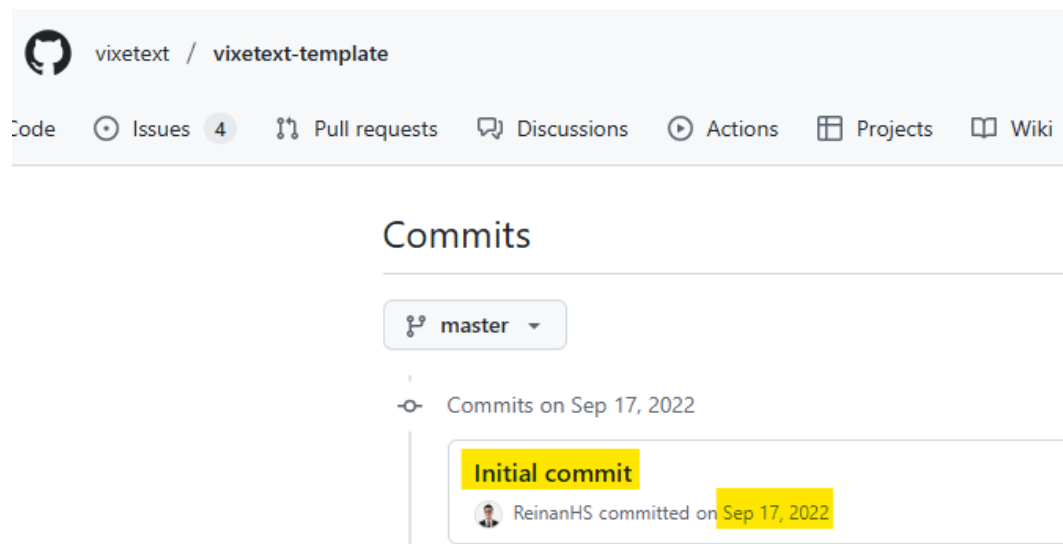 vixetext / vixetext-template
Code Issues 4 Pull requests Discussions Actions Projects Wiki
Commits
master
Commits on Sep 17, 2022
Initial commit
ReinanHS committed on Sep 17, 2022